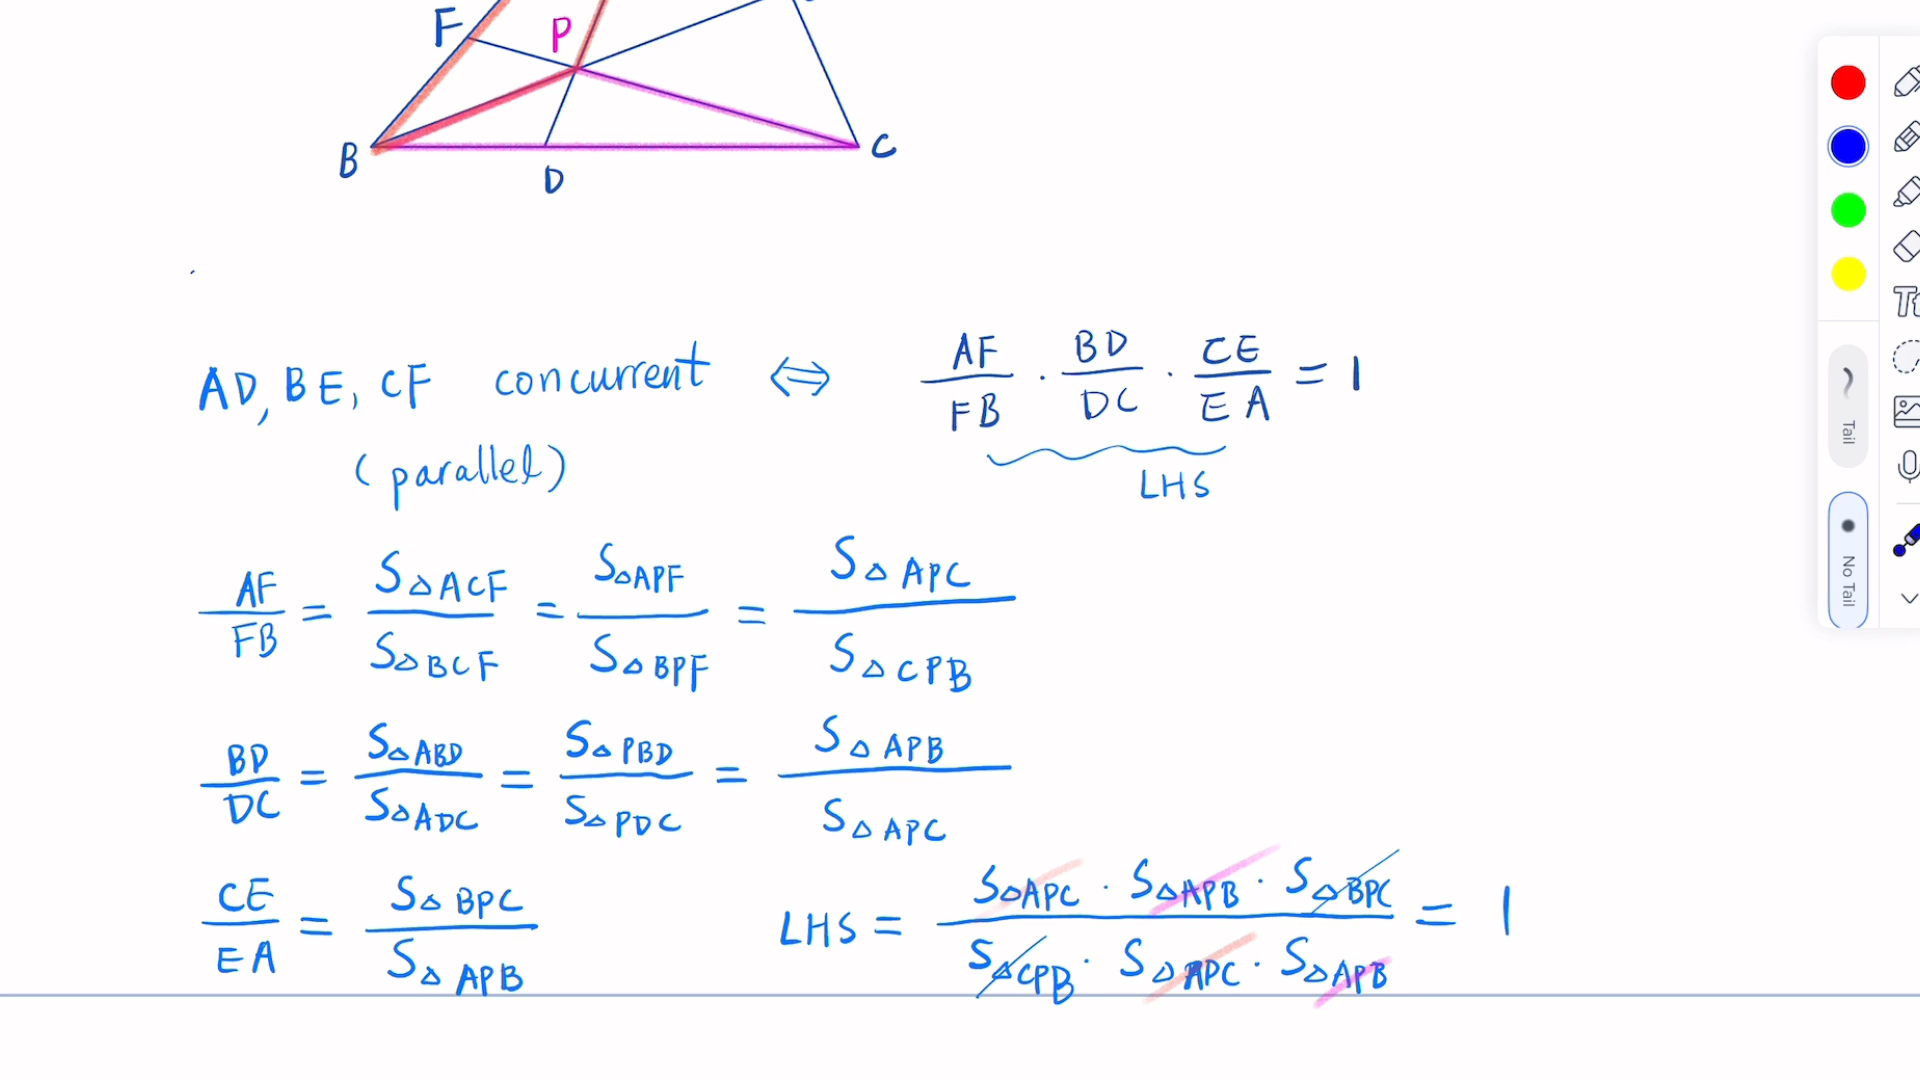 F P
B D C
AD, BE, CF concurrent ⇔ AF/FB · BD/DC · CE/EA = 1
(parallel) LHS
AF/FB = S△ACF/S△BCF = S△APF/S△BPF = S△APC/S△CPB
BD/DC = S△ABD/S△ADC = S△PBD/S△PDC = S△APB/S△APC
CE/EA = S△BPC/S△APB
LHS = S△APC · S△APB · S△BPC / S△CPB · S△APC · S△APB = 1
Tail
No Tail